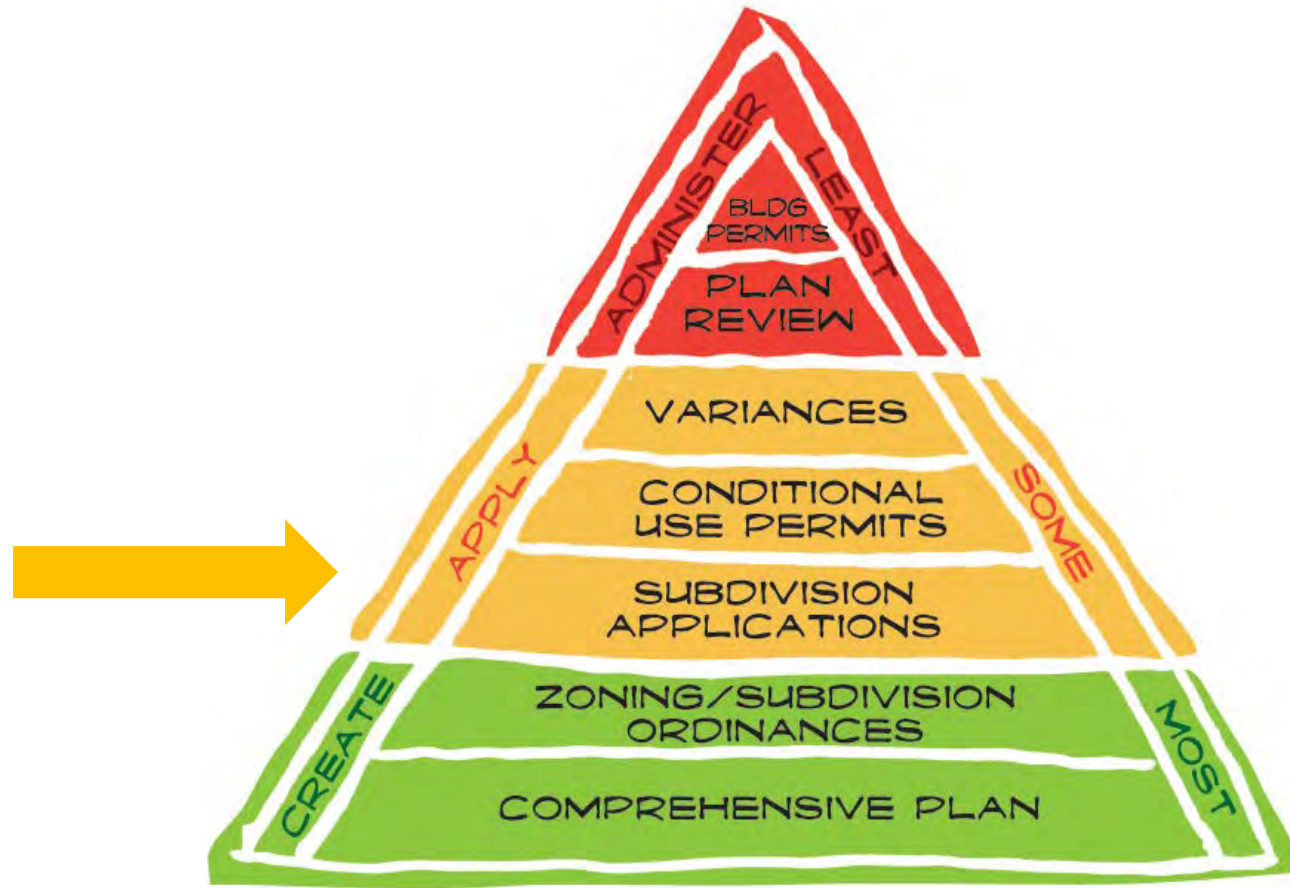 ADMINISTER
LEAST
BLDG
PERMITS
PLAN
REVIEW
APPLY
SOME
VARIANCES
CONDITIONAL
USE PERMITS
SUBDIVISION
APPLICATIONS
CREATE
MOST
ZONING/SUBDIVISION
ORDINANCES
COMPREHENSIVE PLAN